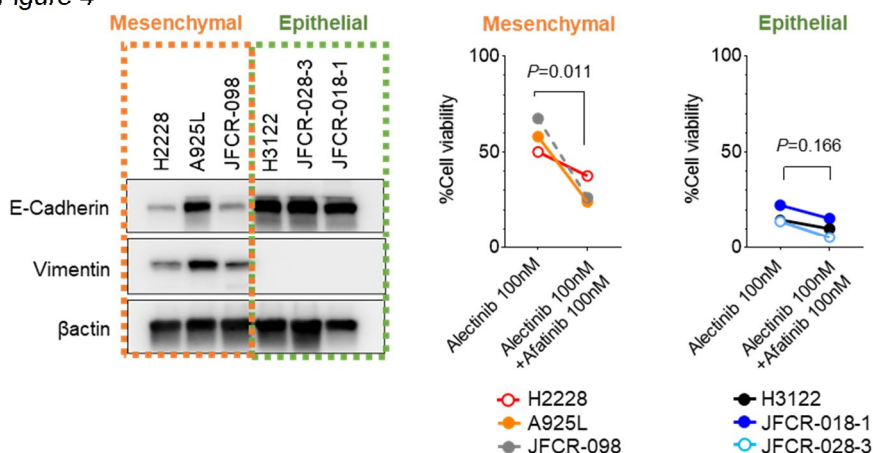 Figure 4
Mesenchymal Epithelial
H2228
A925L
JFCR-098
H3122
JFCR-028-3
JFCR-018-1
E-Cadherin
Vimentin
βactin
Mesenchymal
100
50
0
%Cell viability
P=0.011
Alectinib 100nM
Alectinib 100nM
+Afatinib 100nM
H2228
A925L
JFCR-098
Epithelial
100
50
0
%Cell viability
P=0.166
Alectinib 100nM
Alectinib 100nM
+Afatinib 100nM
H3122
JFCR-018-1
JFCR-028-3